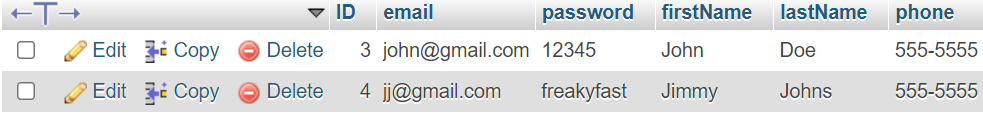 ID email password firstName lastName phone
Edit Copy Delete 3 john@gmail.com 12345 John Doe 555-5555
Edit Copy Delete 4 jj@gmail.com freakyfast Jimmy Johns 555-5555